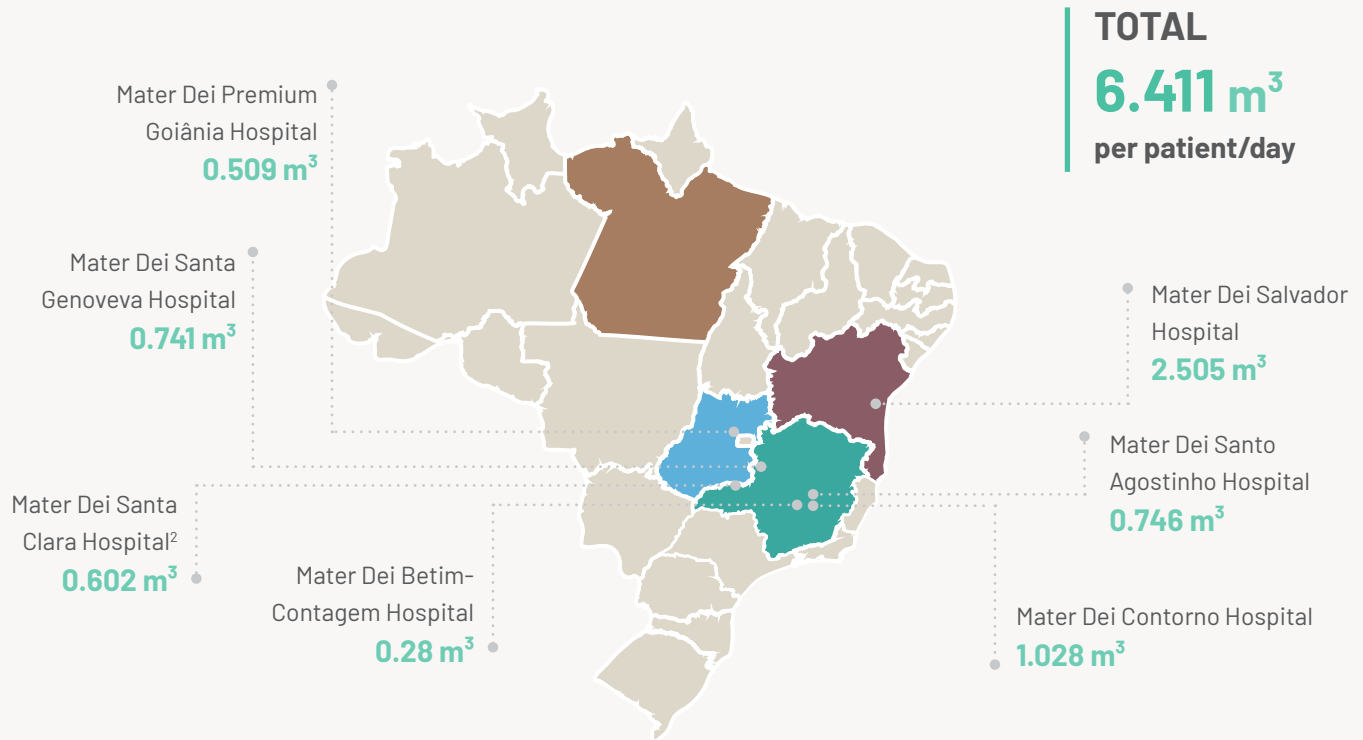 TOTAL
6.411 m³
per patient/day
Mater Dei Premium
Goiânia Hospital
0.509 m³
Mater Dei Santa
Genoveva Hospital
0.741 m³
Mater Dei Salvador
Hospital
2.505 m³
Mater Dei Santo
Agostinho Hospital
0.746 m³
Mater Dei Santa
Clara Hospital²
0.602 m³
Mater Dei Betim-
Contagem Hospital
0.28 m³
Mater Dei Contorno Hospital
1.028 m³